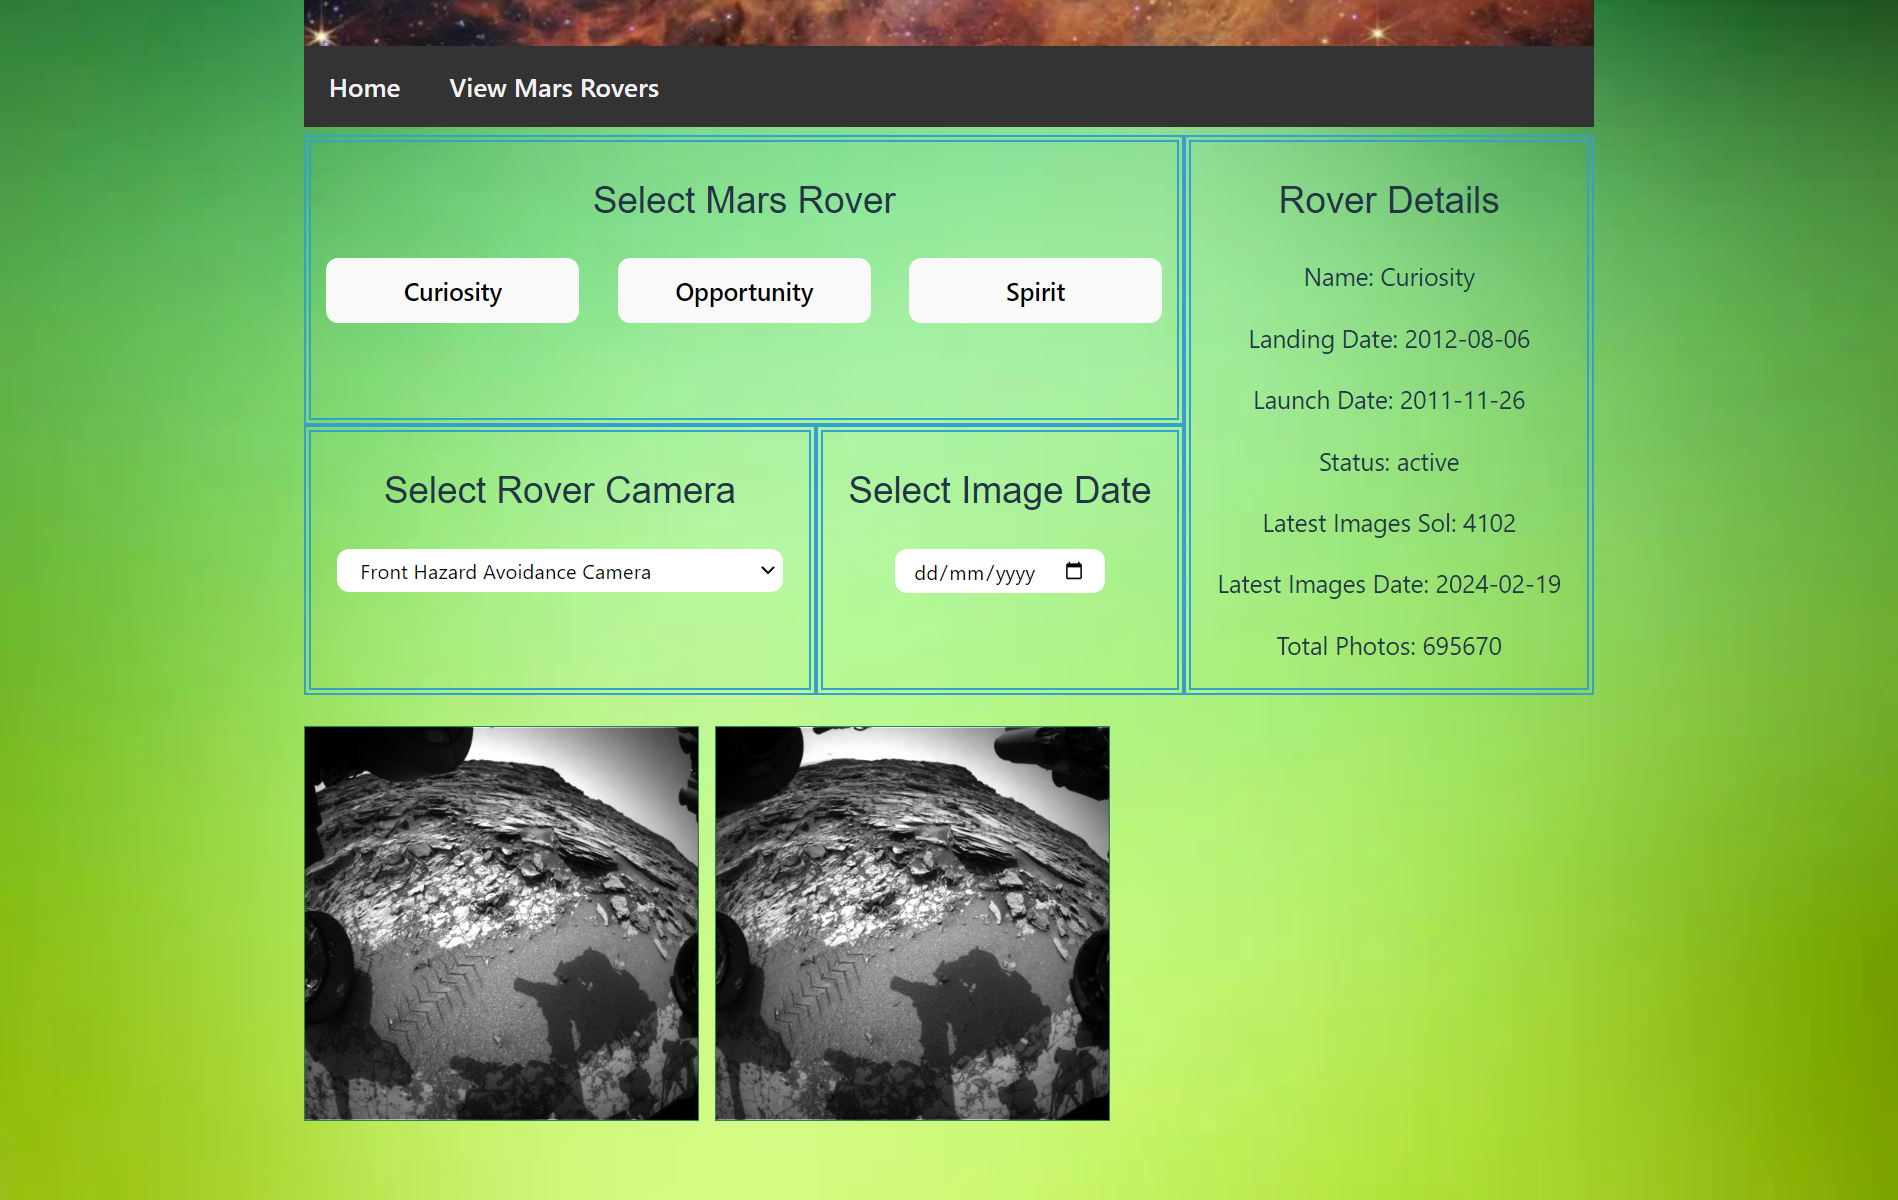 Home
View Mars Rovers
Select Mars Rover
Curiosity
Opportunity
Spirit
Select Rover Camera
Front Hazard Avoidance Camera
Select Image Date
dd/mm/yyyy
Rover Details
Name: Curiosity
Landing Date: 2012-08-06
Launch Date: 2011-11-26
Status: active
Latest Images Sol: 4102
Latest Images Date: 2024-02-19
Total Photos: 695670